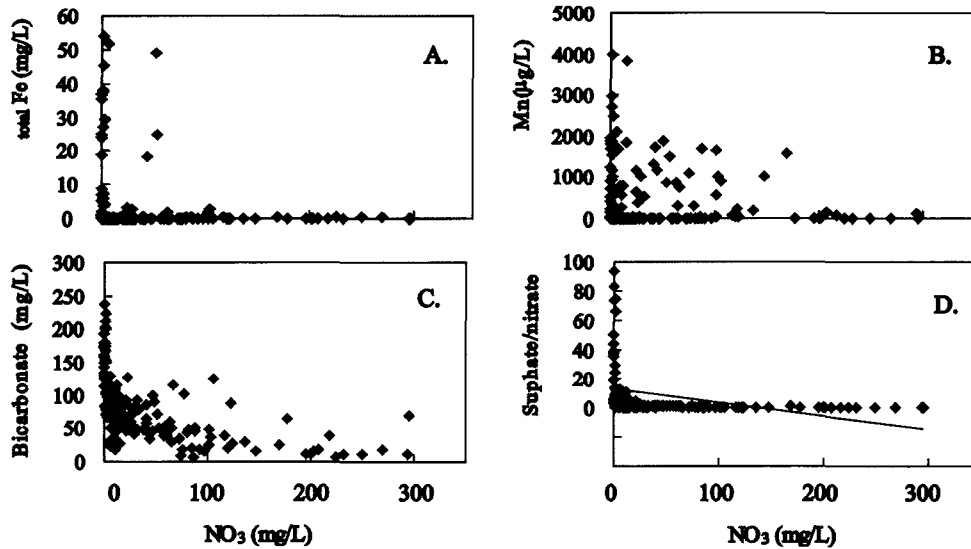 total Fe (mg/L)
60
50
40
30
20
10
0
A.
Mn(µg/L)
5000
4000
3000
2000
1000
0
B.
Bicarbonate (mg/L)
300
250
200
150
100
50
0
C.
0 100 200 300
NO3 (mg/L)
Suphate/nitrate
100
80
60
40
20
0
D.
0 100 200 300
NO3 (mg/L)